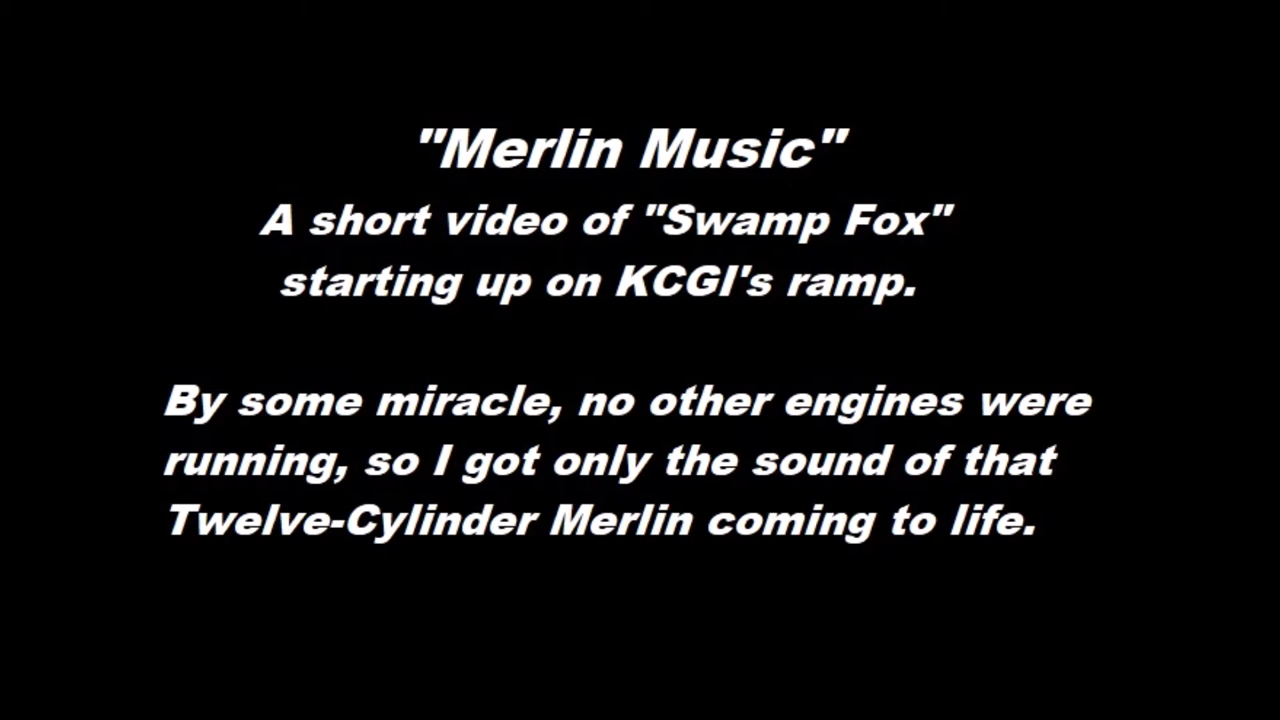 "Merlin Music"
A short video of "Swamp Fox"
starting up on KCGI's ramp.
By some miracle, no other engines were
running, so I got only the sound of that
Twelve-Cylinder Merlin coming to life.